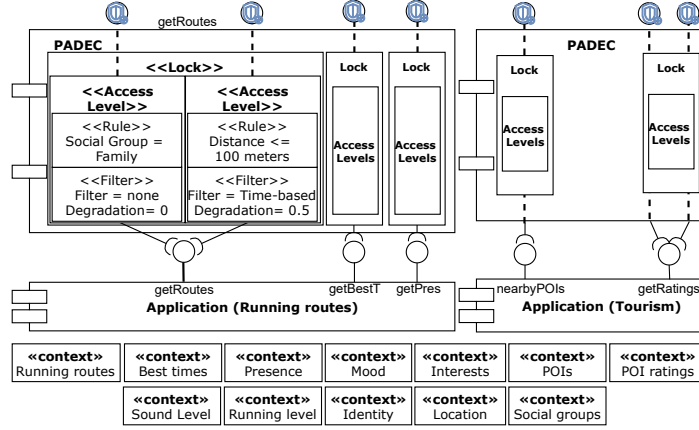 getRoutes
PADEC
<<Lock>>
<<Access
Level>>
<<Rule>>
Social Group =
Family
<<Filter>>
Filter = none
Degradation= 0
<<Access
Level>>
<<Rule>>
Distance <=
100 meters
<<Filter>>
Filter = Time-based
Degradation= 0.5
Lock
Access
Levels
Lock
Access
Levels
PADEC
Lock
Access
Levels
Lock
Access
Levels
getRoutes
getBestT
getPres
Application (Running routes)
nearbyPOIs
getRatings
Application (Tourism)
«context»
Running routes
«context»
Best times
«context»
Presence
«context»
Mood
«context»
Interests
«context»
POIs
«context»
POI ratings
«context»
Sound Level
«context»
Running level
«context»
Identity
«context»
Location
«context»
Social groups